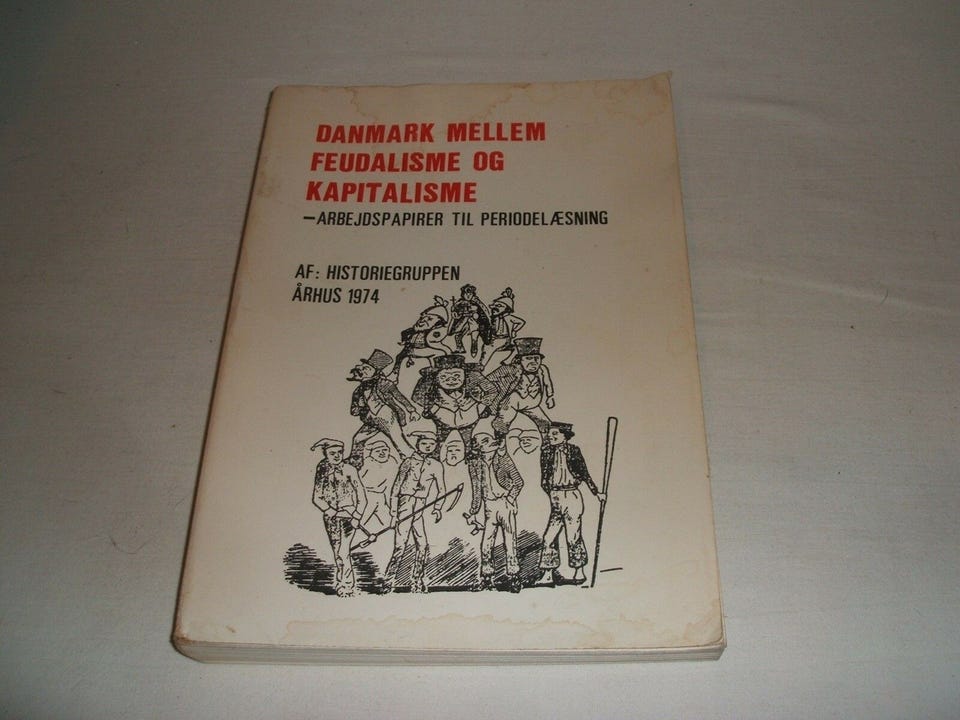 DANMARK MELLEM
FEUDALISME OG
KAPITALISME
–ARBEJDSPAPIRER TIL PERIODELÆSNING
AF: HISTORIEGRUPPEN
ÅRHUS 1974